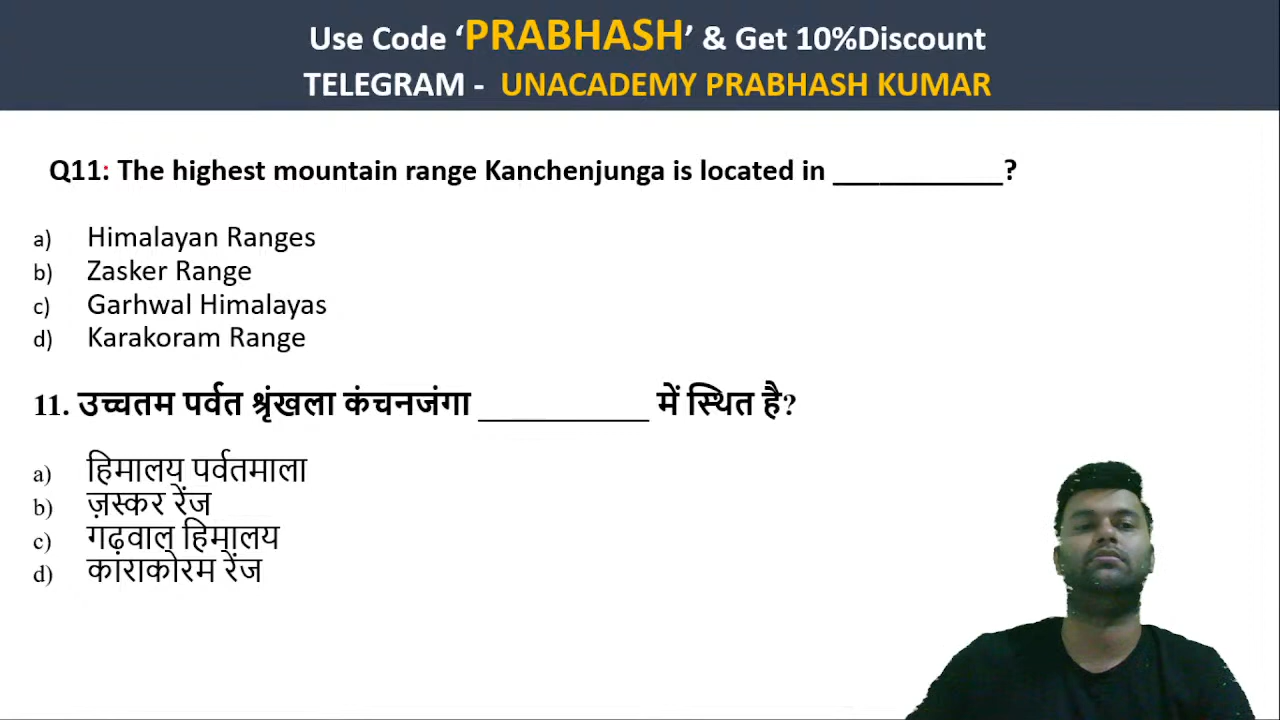 Use Code ‘PRABHASH’ & Get 10%Discount
TELEGRAM - UNACADEMY PRABHASH KUMAR
Q11: The highest mountain range Kanchenjunga is located in ___________?
a) Himalayan Ranges
b) Zasker Range
c) Garhwal Himalayas
d) Karakoram Range
11. उच्चतम पर्वत श्रृंखला कंचनजंगा ___________ में स्थित है?
a) हिमालय पर्वतमाला
b) ज़स्कर रेंज
c) गढ़वाल हिमालय
d) काराकोरम रेंज